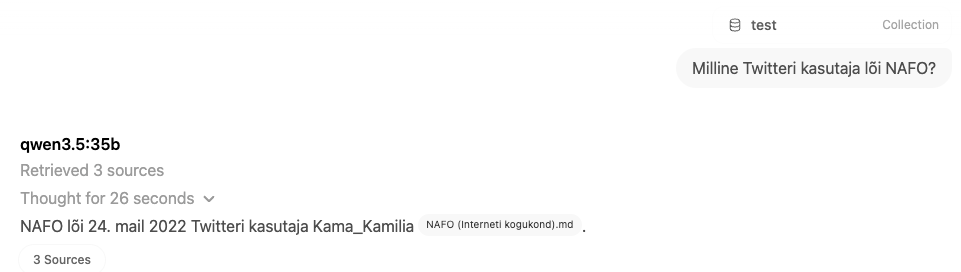 test
Collection
Milline Twitteri kasutaja lõi NAFO?
qwen3.5:35b
Retrieved 3 sources
Thought for 26 seconds
NAFO lõi 24. mail 2022 Twitteri kasutaja Kama_Kamilia NAFO (Interneti kogukond).md .
3 Sources